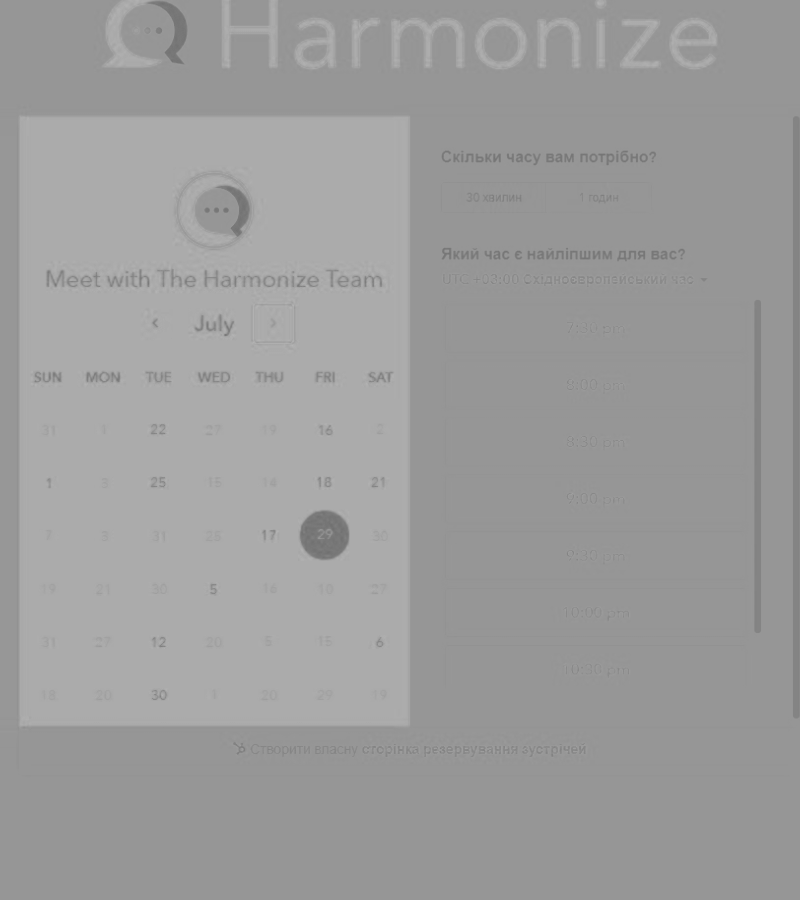 Harmonize
Meet with The Harmonize Team
July
SUN MON TUE WED THU FRI SAT
31 1 22 27 19 16 2
1 3 25 15 14 18 21
7 3 31 26 17 29 30
19 21 30 5 14 10 27
31 27 12 20 5 15 6
18 20 30 9 20 29 19
Скільки часу вам потрібно?
30 хвилин 1 годин
Який час є найліпшим для вас?
UTC +02:00 Східноєвропейський час
7:30 pm
8:00 pm
8:30 pm
9:00 pm
9:30 pm
10:00 pm
10:30 pm
Створити власну сторінка резервування зустрічей